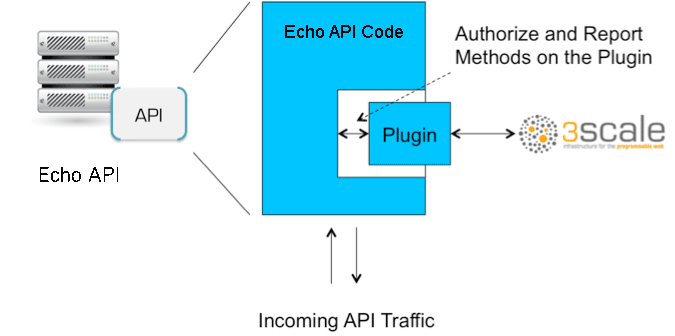 Echo API Code
Authorize and Report
Methods on the Plugin
API
Plugin
3scale
infrastructure for the programmable web
Echo API
Incoming API Traffic